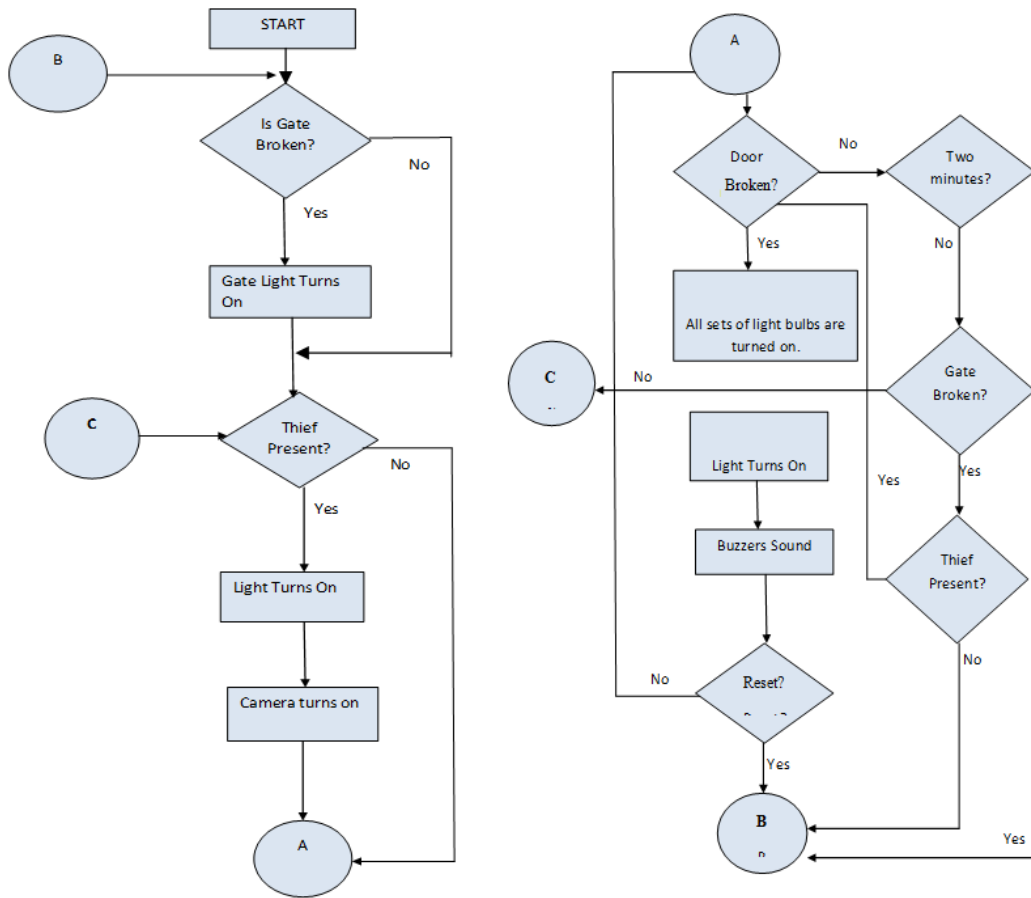 START
B
Is Gate
Broken?
No
Yes
Gate Light Turns
On
C
Thief
Present?
No
Yes
Light Turns On
Camera turns on
A
A
Door
Broken?
No
Two
minutes?
Yes
No
All sets of light bulbs are
turned on.
C
No
Gate
Broken?
Light Turns On
Yes
Yes
Buzzers Sound
Thief
Present?
No
No
Reset?
Yes
B
Yes